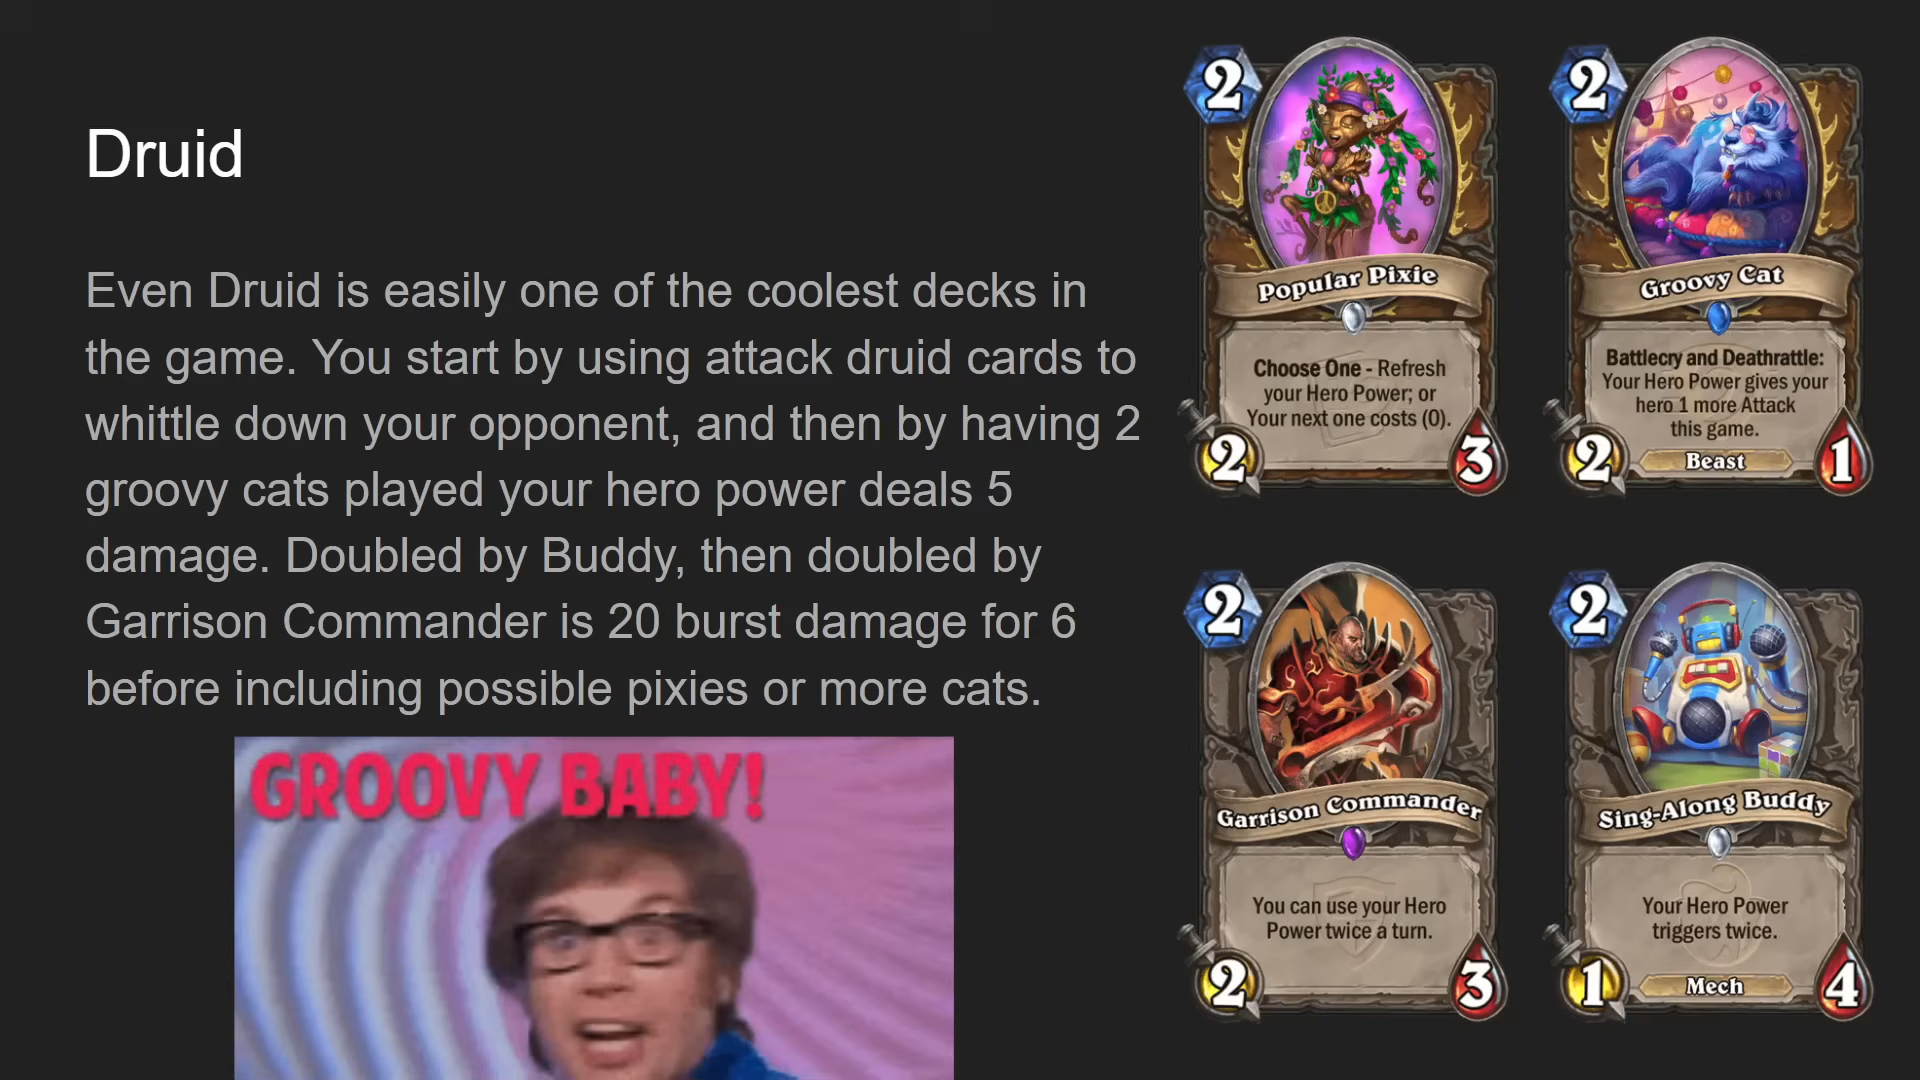 Druid
Even Druid is easily one of the coolest decks in
the game. You start by using attack druid cards to
whittle down your opponent, and then by having 2
groovy cats played your hero power deals 5
damage. Doubled by Buddy, then doubled by
Garrison Commander is 20 burst damage for 6
before including possible pixies or more cats.
GROOVY BABY!
2
Popular Pixie
Choose One - Refresh
your Hero Power; or
Your next one costs (0).
2
3
2
Groovy Cat
Battlecry and Deathrattle:
Your Hero Power gives your
hero 1 more Attack
this game.
2
Beast
1
2
Garrison Commander
You can use your Hero
Power twice a turn.
2
3
2
Sing-Along Buddy
Your Hero Power
triggers twice.
1
Mech
4